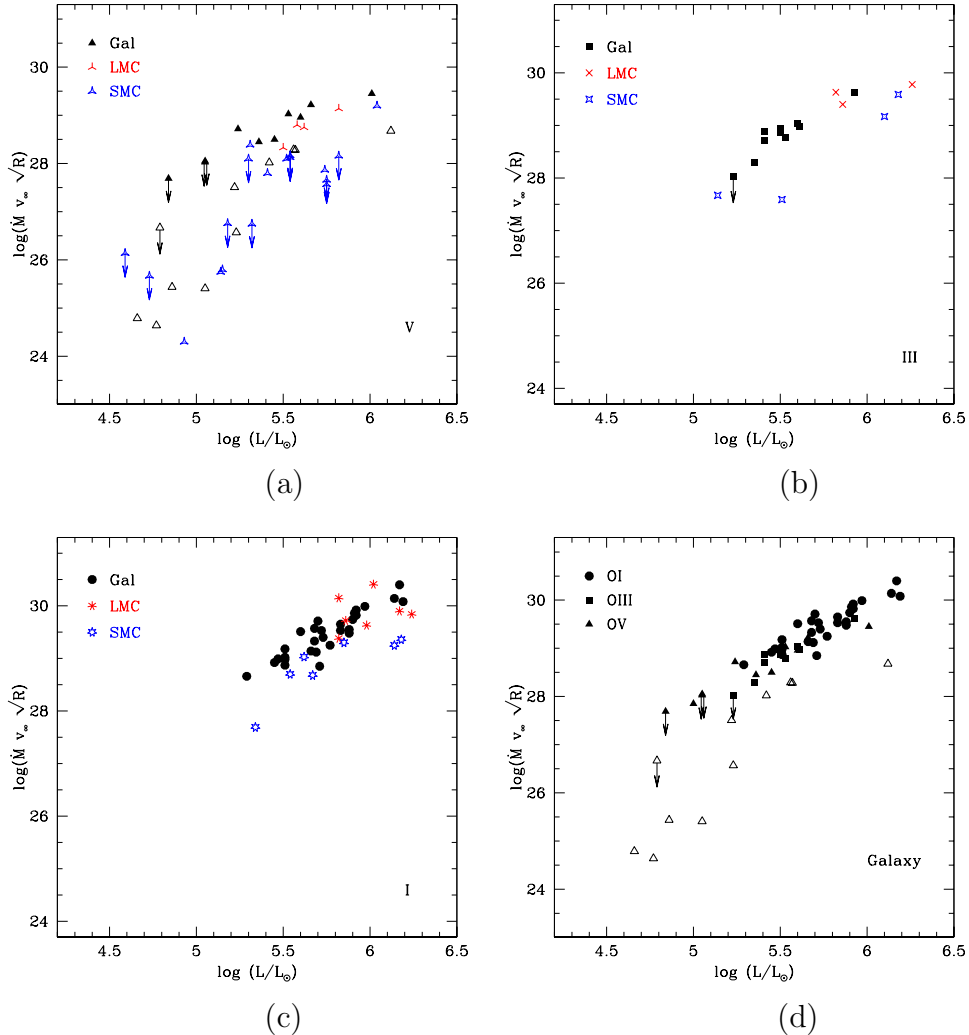 30
28
26
24
log(Ṁ v∞ √R)
Gal
LMC
SMC
V
4.5 5 5.5 6 6.5
log (L/L⊙)
(a)
30
28
26
24
log(Ṁ v∞ √R)
Gal
LMC
SMC
III
4.5 5 5.5 6 6.5
log (L/L⊙)
(b)
30
28
26
24
log(Ṁ v∞ √R)
Gal
LMC
SMC
I
4.5 5 5.5 6 6.5
log (L/L⊙)
(c)
30
28
26
24
log(Ṁ v∞ √R)
OI
OIII
OV
Galaxy
4.5 5 5.5 6 6.5
log (L/L⊙)
(d)